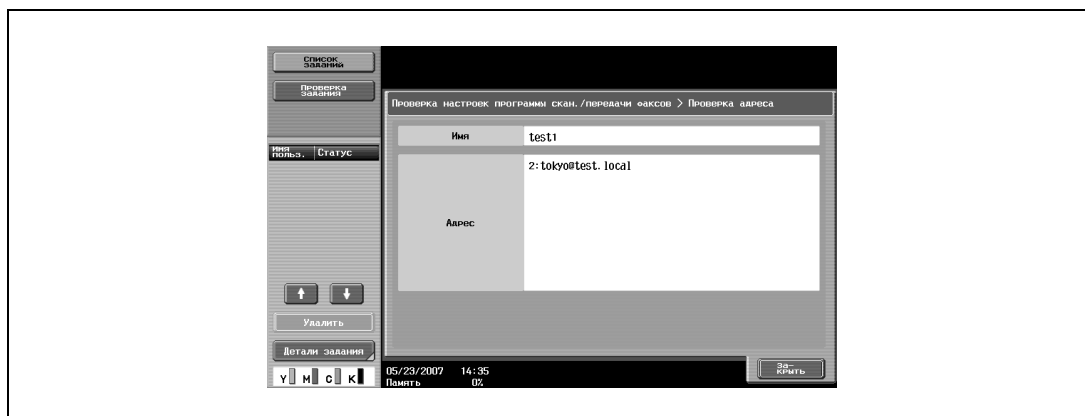 Список
заданий
Проверка
задания
Проверка настроек программы скан./передачи факсов > Проверка адреса
Имя test1
Имя
польз. Статус
2:tokyo@test.local
Адрес
Удалить
Детали задания
Y M C K
05/23/2007 14:35
Память 0%
За-
крыть